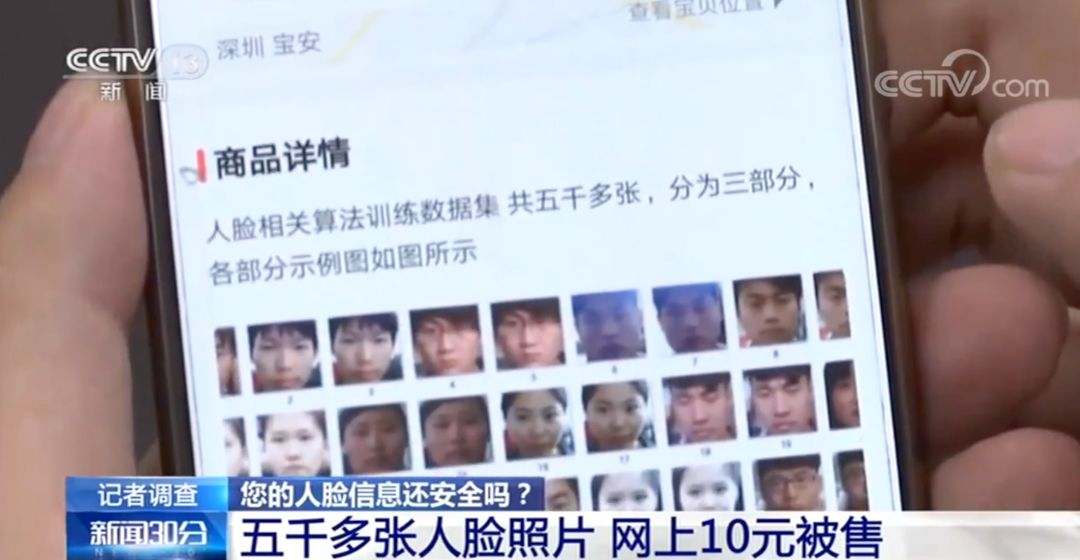 CCTV 13
新闻
深圳 宝安
查看宝贝位置
CCTV.com
商品详情
人脸相关算法训练数据集 共五千多张，分为三部分，
各部分示例图如图所示
记者调查
您的人脸信息还安全吗？
新闻30分
五千多张人脸照片 网上10元被售